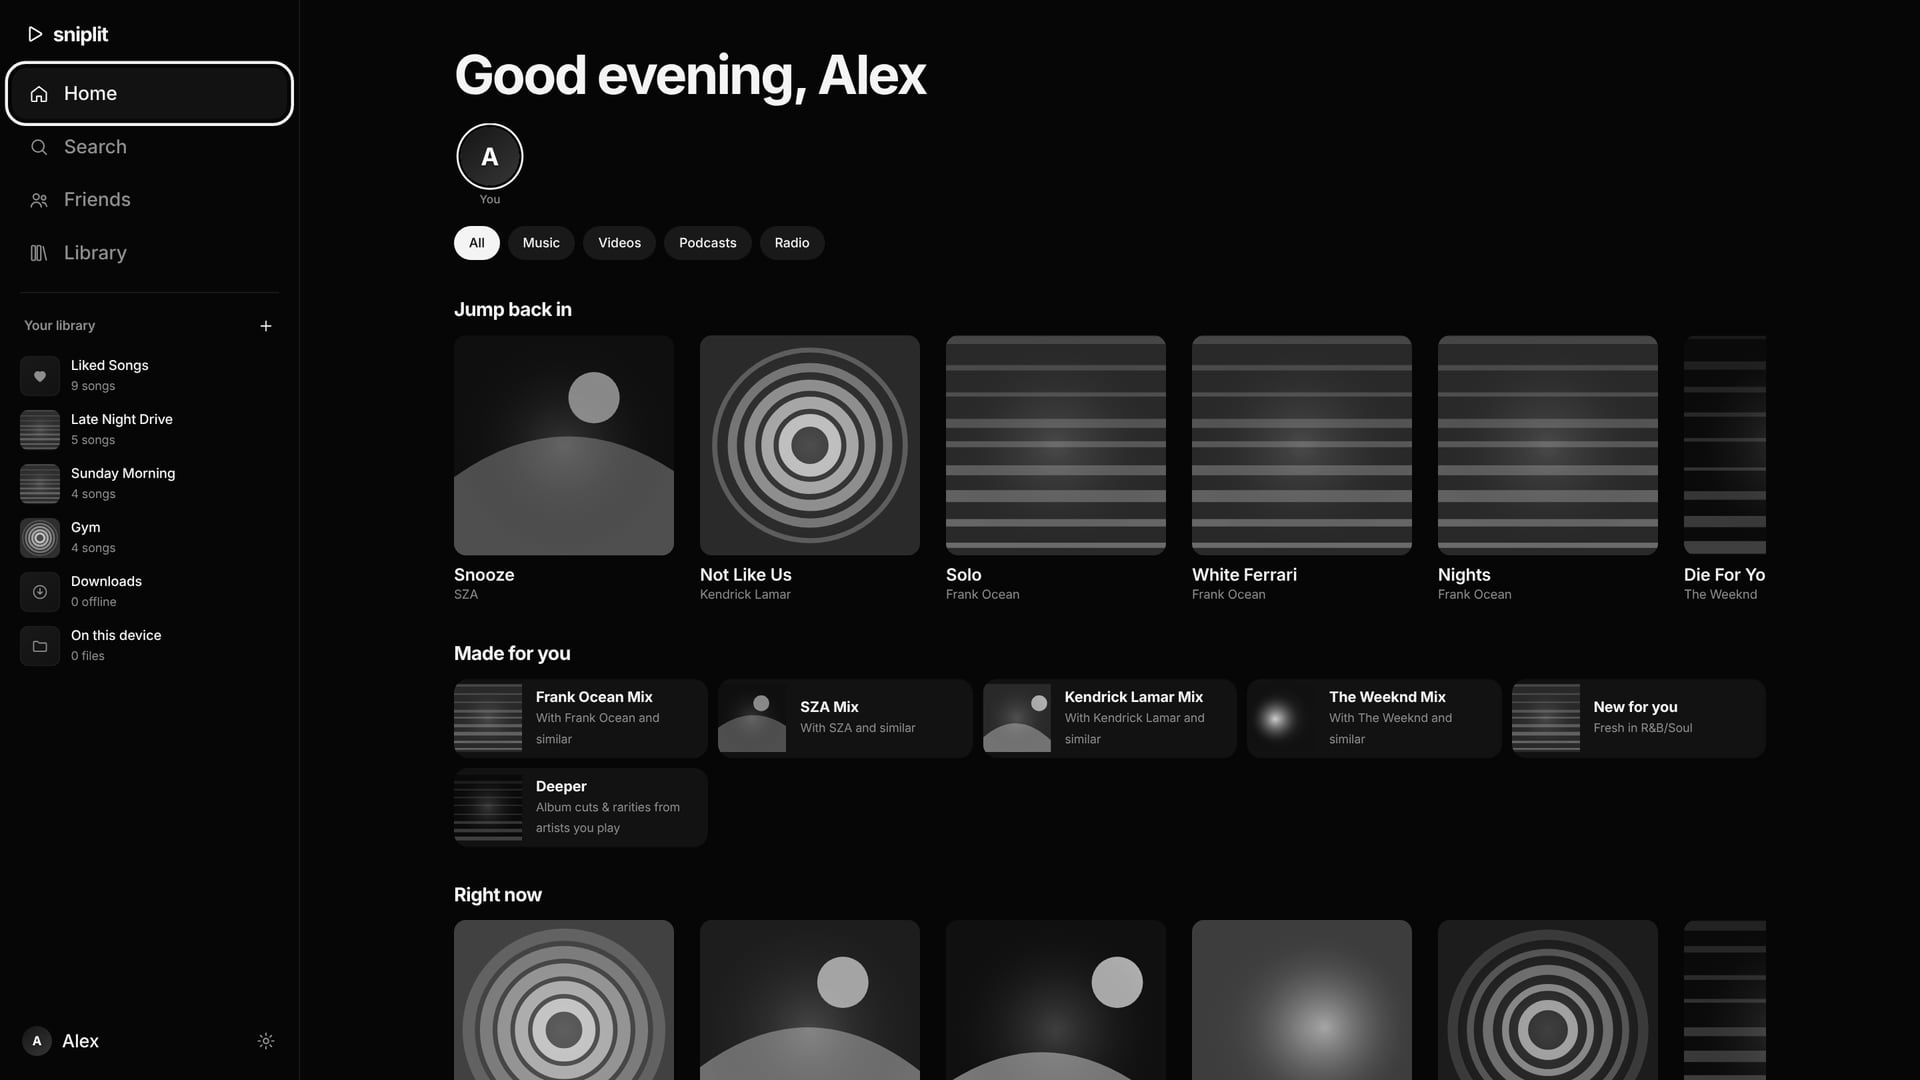 sniplit
Home
Search
Friends
Library
Your library
Liked Songs
9 songs
Late Night Drive
5 songs
Sunday Morning
4 songs
Gym
4 songs
Downloads
0 offline
On this device
0 files
A Alex
Good evening, Alex
A
You
All Music Videos Podcasts Radio
Jump back in
Snooze
SZA
Not Like Us
Kendrick Lamar
Solo
Frank Ocean
White Ferrari
Frank Ocean
Nights
Frank Ocean
Die For Yo
The Weeknd
Made for you
Frank Ocean Mix
With Frank Ocean and
similar
SZA Mix
With SZA and similar
Kendrick Lamar Mix
With Kendrick Lamar and
similar
The Weeknd Mix
With The Weeknd and
similar
New for you
Fresh in R&B/Soul
Deeper
Album cuts & rarities from
artists you play
Right now